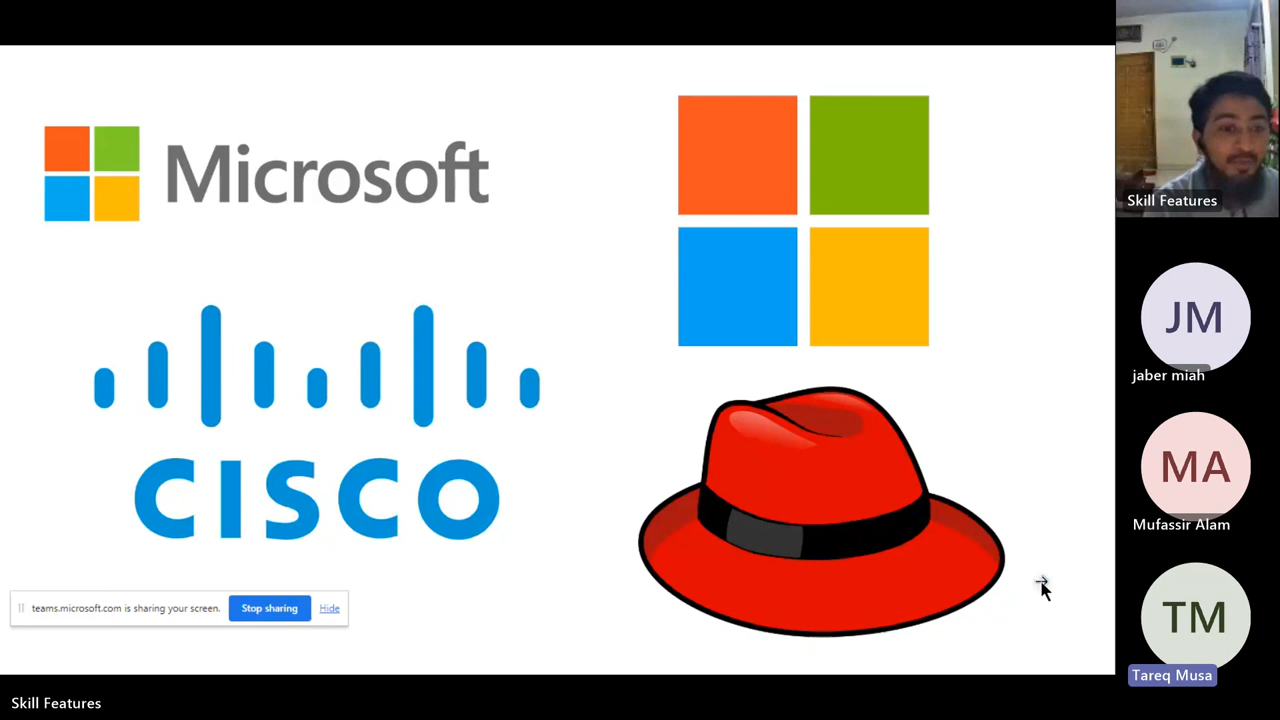 Microsoft
CISCO
teams.microsoft.com is sharing your screen.
Stop sharing
Hide
Skill Features
JM
jaber miah
MA
Mufassir Alam
TM
Tareq Musa
Skill Features